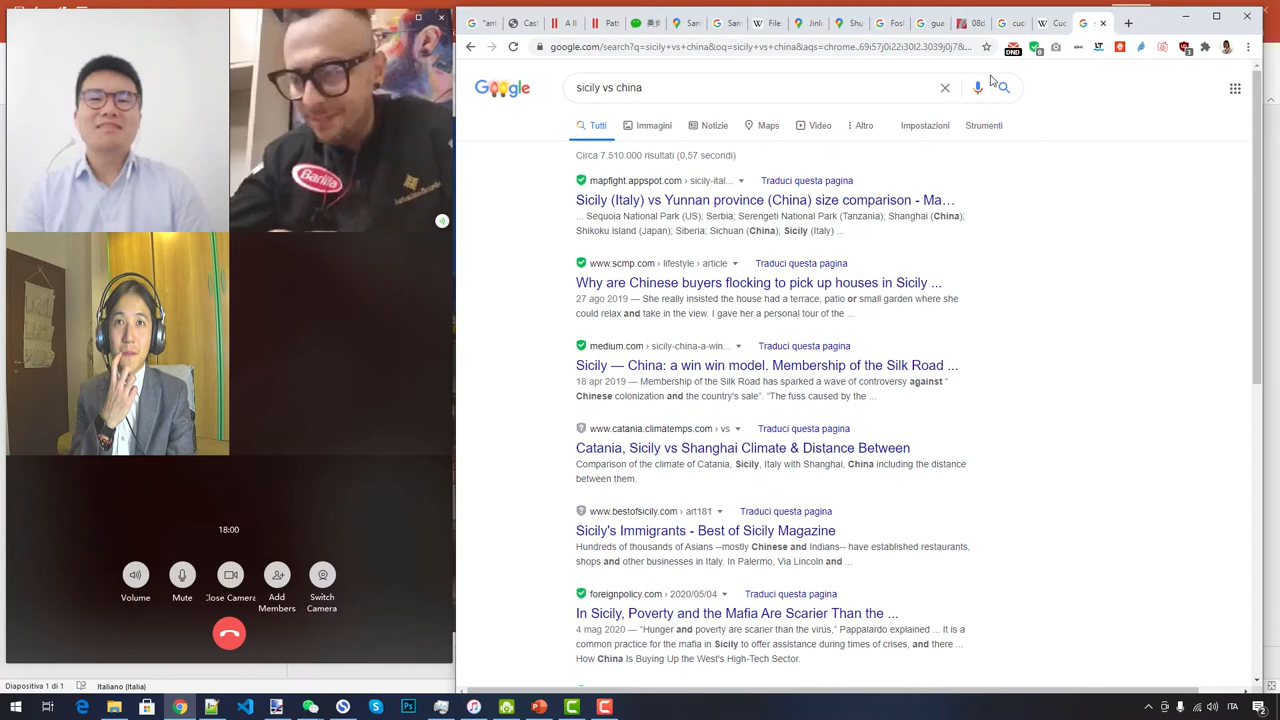 Barilla
18:00
Volume
Mute
Close Camera
Add
Members
Switch
Camera
Diapositiva 1 di 1
Italiano (Italia)
google.com/search?q=sicily+vs+china&oq=sicily+vs+china&aqs=chrome..69i57j0j7i22i30l2.3039j0j7&...
Google
sicily vs china
Tutti
Immagini
Notizie
Maps
Video
Altro
Impostazioni
Strumenti
Circa 7.510.000 risultati (0,57 secondi)
mapfight.appspot.com › sicily-ital... Traduci questa pagina
Sicily (Italy) vs Yunnan province (China) size comparison - Ma…
... Sequoia National Park (US); Serbia; Serengeti National Park (Tanzania); Shanghai (China);
Shikoku island (Japan); Siberia; Sichuan (China); Sicily (Italy) ...
www.scmp.com › lifestyle › article Traduci questa pagina
Why are Chinese buyers flocking to pick up houses in Sicily ...
27 ago 2019 — She really insisted the house had a terrace, patio or small garden where she
could relax and take in the view. I gave her a personal tour of the ...
medium.com › sicily-china-a-win... Traduci questa pagina
Sicily — China: a win win model. Membership of the Silk Road ...
18 apr 2019 — Membership of the Silk Road has sparked a wave of controversy against “
Chinese colonization and the country's sale”. “The fuss caused by the ...
www.catania.climatemps.com › vs Traduci questa pagina
Catania, Sicily vs Shanghai Climate & Distance Between
Comparison of the climate of Catania, Sicily, Italy with Shanghai, China including the distance
between them.
www.bestofsicily.com › art181 Traduci questa pagina
Sicily's Immigrants - Best of Sicily Magazine
Hundreds of thousands of Asians --mostly Chinese and Indians-- have established restaurants,
shops and other businesses in Italy. In Palermo, Via Lincoln and ...
foreignpolicy.com › 2020/05/04 Traduci questa pagina
In Sicily, Poverty and the Mafia Are Scarier Than the ...
4 mag 2020 — “Hunger and poverty are scarier than the virus,” Pappalardo explained ... It is a
common practice for the mafia in Sicily to offer assistance during times of crises, and there ...
How China Is Buying Up the West's High-Tech Sector.
ITA